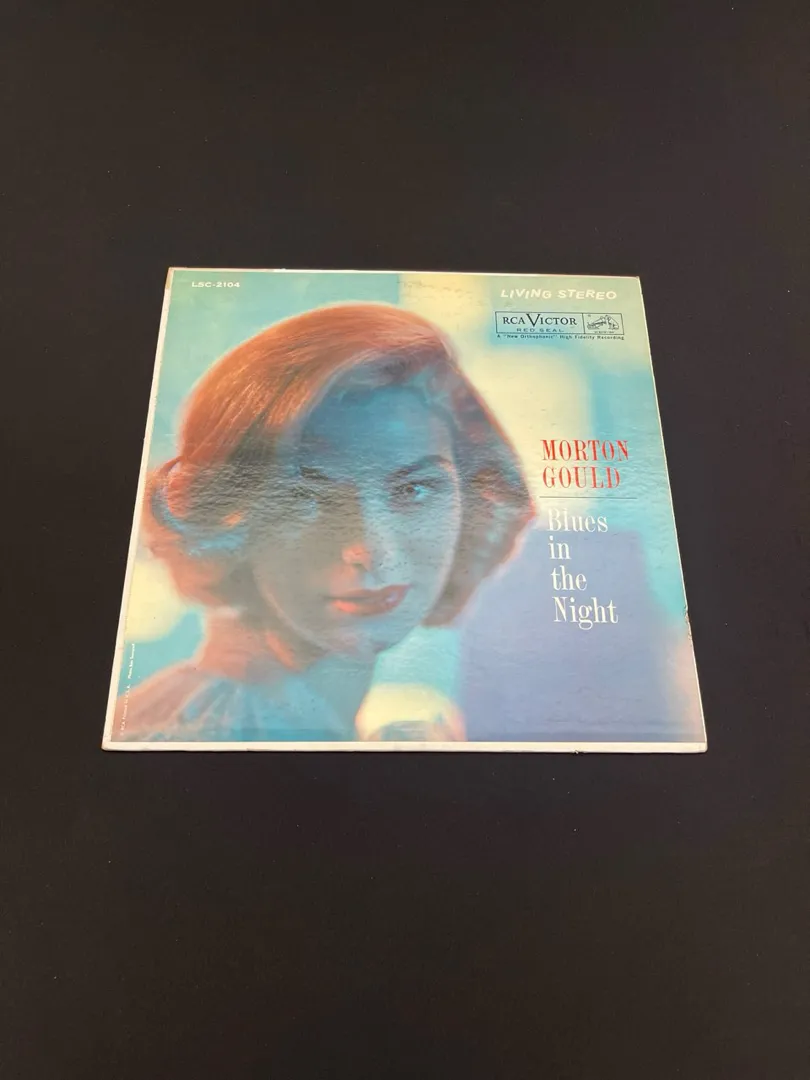 LSC-2104
LIVING STEREO
RCA VICTOR
RED SEAL
A "New Orthophonic" High Fidelity Recording
MORTON
GOULD
Blues
in
the
Night